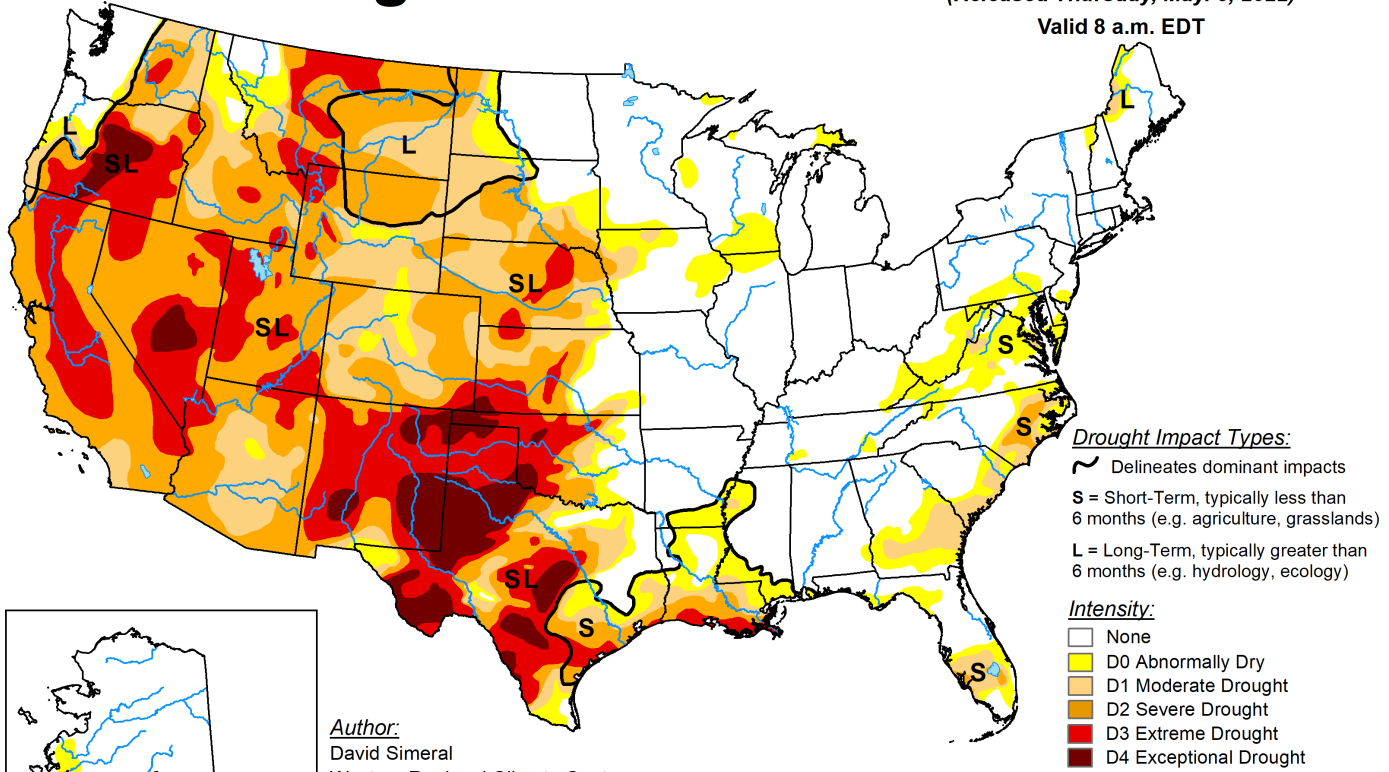 Valid 8 a.m. EDT
L
L
L
SL
SL
SL
S
S
SL
S
S
Drought Impact Types:
Delineates dominant impacts
S = Short-Term, typically less than
6 months (e.g. agriculture, grasslands)
L = Long-Term, typically greater than
6 months (e.g. hydrology, ecology)
Intensity:
None
D0 Abnormally Dry
D1 Moderate Drought
D2 Severe Drought
D3 Extreme Drought
D4 Exceptional Drought
Author:
David Simeral